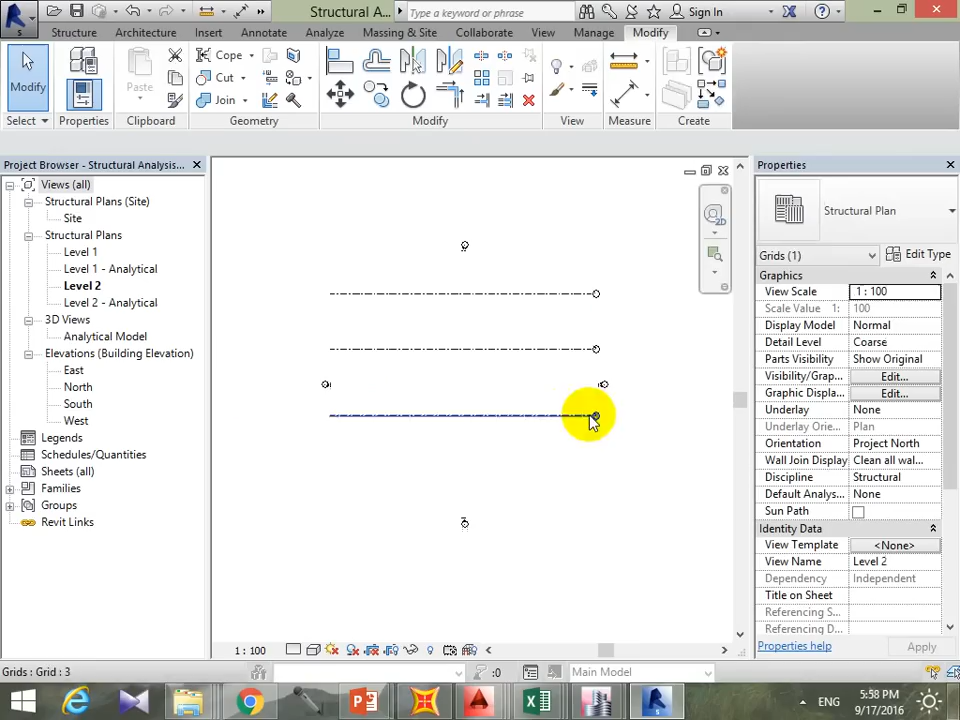 Structural A...
Type a keyword or phrase
Sign In
Structure
Architecture
Insert
Annotate
Analyze
Massing & Site
Collaborate
View
Manage
Modify
Modify
Paste
Cope
Cut
Join
Select
Properties
Clipboard
Geometry
Modify
View
Measure
Create
Project Browser - Structural Analysis...
Views (all)
Structural Plans (Site)
Site
Structural Plans
Level 1
Level 1 - Analytical
Level 2
Level 2 - Analytical
3D Views
Analytical Model
Elevations (Building Elevation)
East
North
South
West
Legends
Schedules/Quantities
Sheets (all)
Families
Groups
Revit Links
2D
Properties
Structural Plan
Grids (1)
Edit Type
Graphics
View Scale 1 : 100
Scale Value 1: 100
Display Model Normal
Detail Level Coarse
Parts Visibility Show Original
Visibility/Grap... Edit...
Graphic Displa... Edit...
Underlay None
Underlay Orie... Plan
Orientation Project North
Wall Join Display Clean all wal...
Discipline Structural
Default Analys... None
Sun Path
Identity Data
View Template <None>
View Name Level 2
Dependency Independent
Title on Sheet
Referencing S...
Referencing D...
Properties help
Apply
1 : 100
Grids : Grid : 3
:0
Main Model
ENG
5:58 PM
9/17/2016